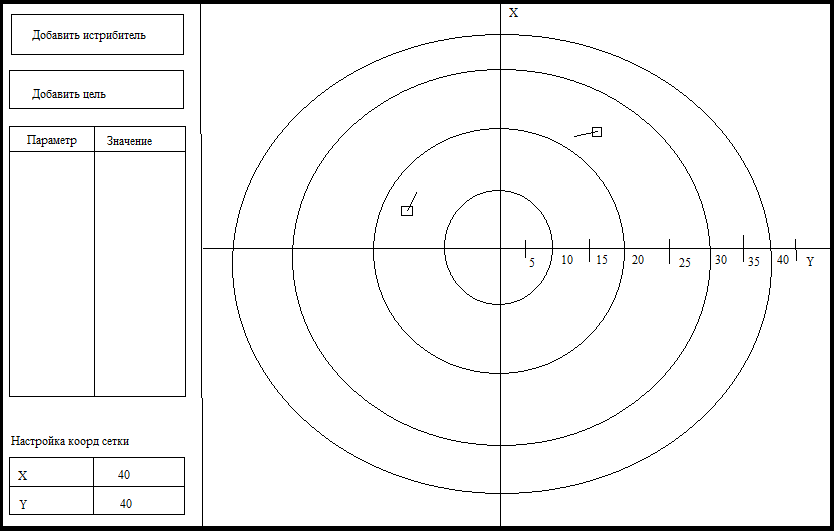 Добавить истрибитель
Добавить цель
Параметр Значение
Настройка коорд сетки
X 40
Y 40
X
5 10 15 20 25 30 35 40 Y